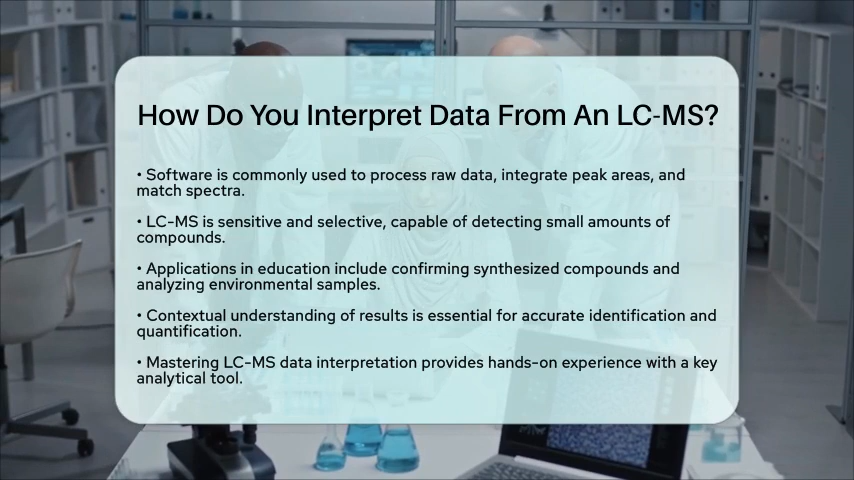 How Do You Interpret Data From An LC-MS?
• Software is commonly used to process raw data, integrate peak areas, and
match spectra.
• LC-MS is sensitive and selective, capable of detecting small amounts of
compounds.
• Applications in education include confirming synthesized compounds and
analyzing environmental samples.
• Contextual understanding of results is essential for accurate identification and
quantification.
• Mastering LC-MS data interpretation provides hands-on experience with a key
analytical tool.